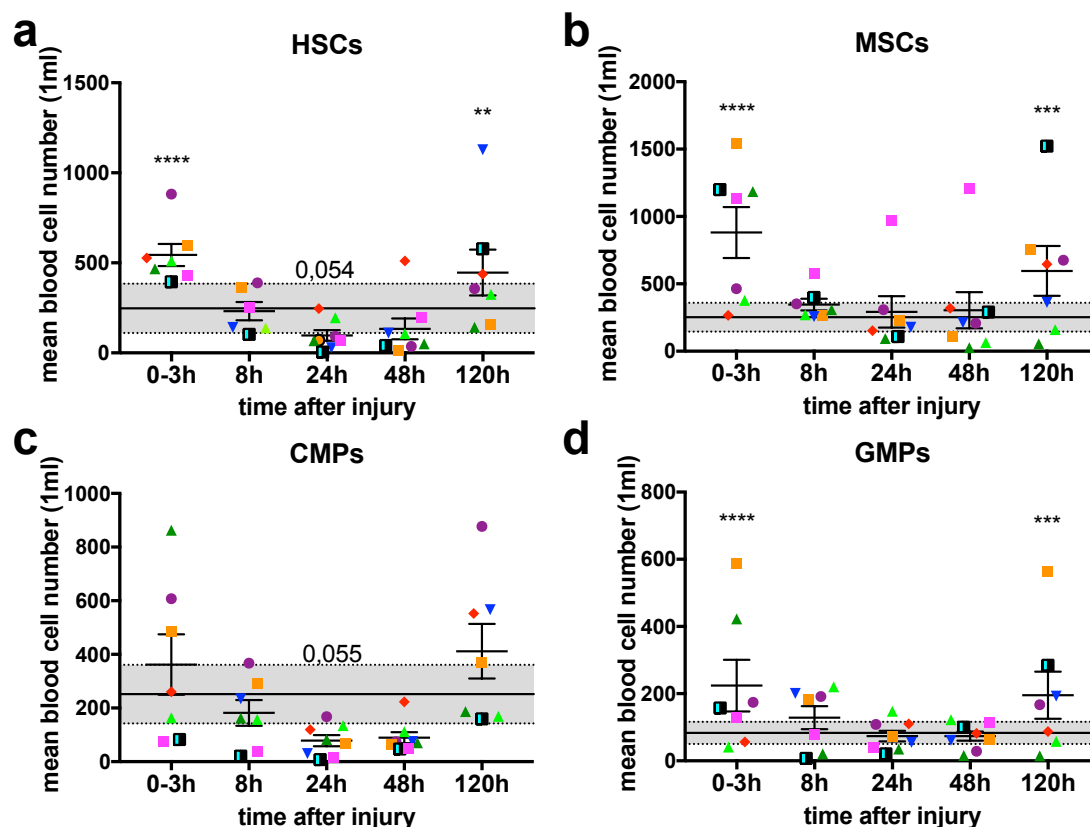 a
HSCs
mean blood cell number (1ml)
1500
1000
500
0
****
0,054
**
0-3h 8h 24h 48h 120h
time after injury
b
MSCs
mean blood cell number (1ml)
2000
1500
1000
500
0
****
***
0-3h 8h 24h 48h 120h
time after injury
c
CMPs
mean blood cell number (1ml)
1000
800
600
400
200
0
0,055
0-3h 8h 24h 48h 120h
time after injury
d
GMPs
mean blood cell number (1ml)
800
600
400
200
0
****
***
0-3h 8h 24h 48h 120h
time after injury